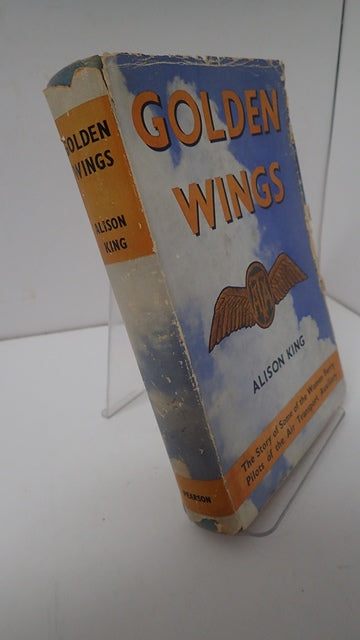 GOLDEN
WINGS
ALISON
KING
PEARSON
GOLDEN
WINGS
ATA
ALISON KING
The Story of Some of the Women Ferry
Pilots of the Air Transport Auxiliary